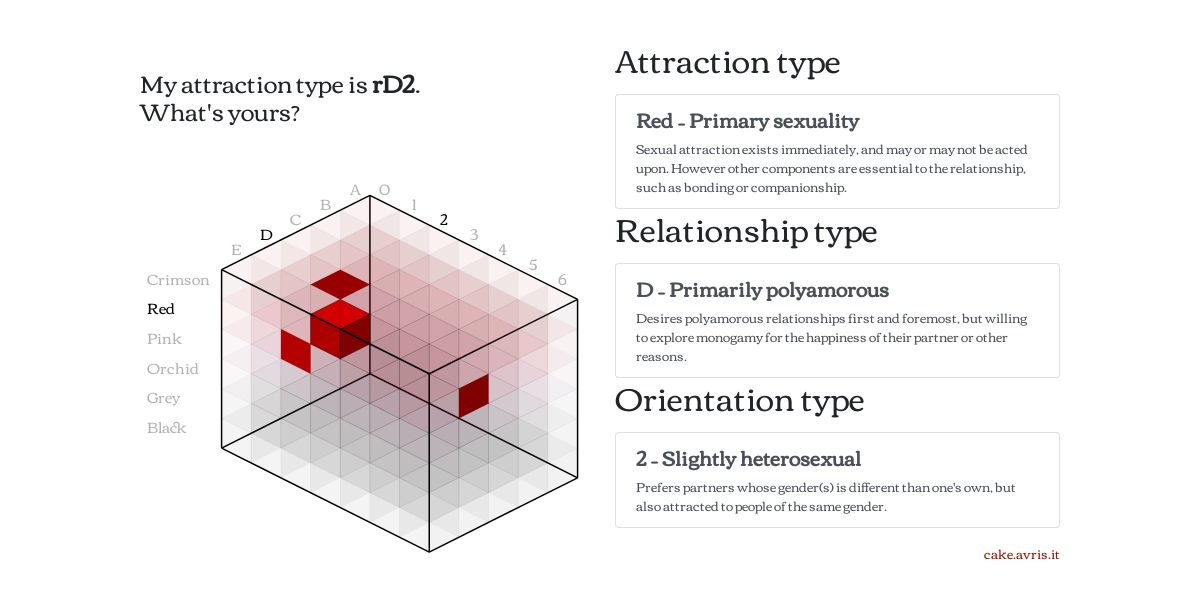 My attraction type is rD2.
What's yours?
A O
B 1
C 2
D 3
E 4
5
6
Crimson
Red
Pink
Orchid
Grey
Black
Attraction type
Red - Primary sexuality
Sexual attraction exists immediately, and may or may not be acted
upon. However other components are essential to the relationship,
such as bonding or companionship.
Relationship type
D - Primarily polyamorous
Desires polyamorous relationships first and foremost, but willing
to explore monogamy for the happiness of their partner or other
reasons.
Orientation type
2 - Slightly heterosexual
Prefers partners whose gender(s) is different than one's own, but
also attracted to people of the same gender.
cake.avris.it